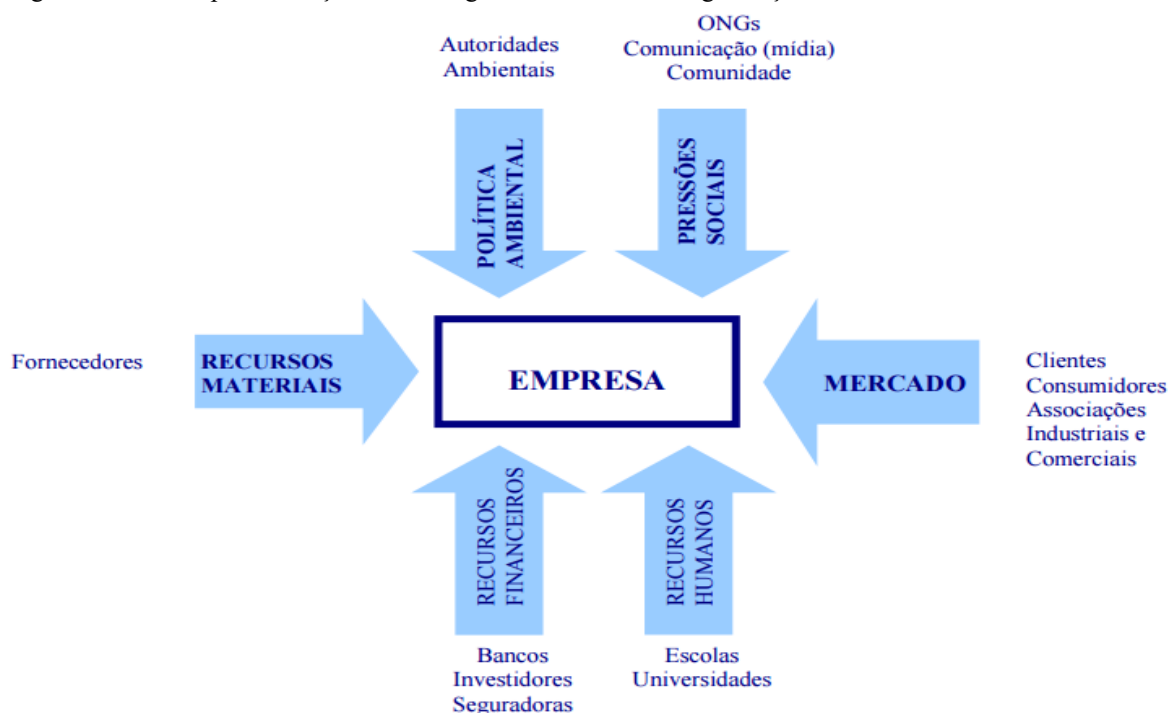 ONGs
Comunicação (mídia)
Comunidade
Autoridades
Ambientais
POLÍTICA
AMBIENTAL
PRESSÕES
SOCIAIS
Fornecedores
RECURSOS
MATERIAIS
EMPRESA
MERCADO
Clientes
Consumidores
Associações
Industriais e
Comerciais
RECURSOS
FINANCEIROS
RECURSOS
HUMANOS
Bancos
Investidores
Seguradoras
Escolas
Universidades